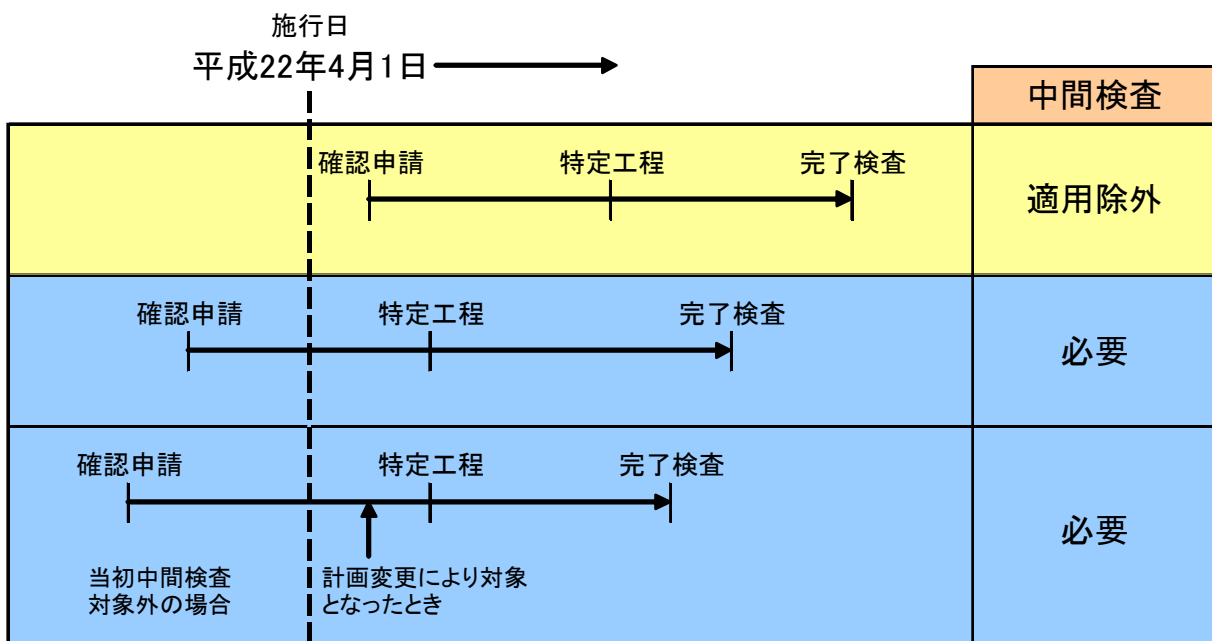 施行日
平成22年4月1日
中間検査
確認申請 特定工程 完了検査
適用除外
確認申請 特定工程 完了検査
必要
確認申請 特定工程 完了検査
必要
当初中間検査
対象外の場合
計画変更により対象
となったとき